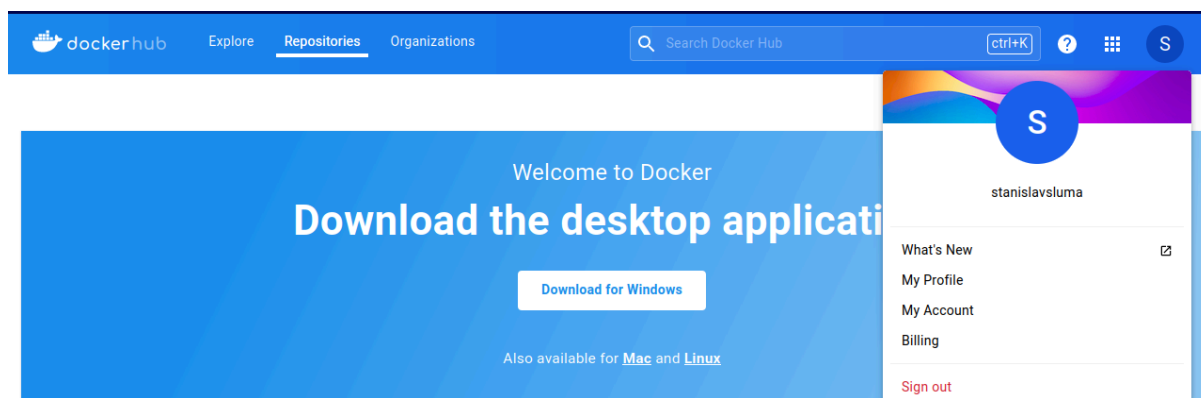 dockerhub Explore Repositories Organizations Search Docker Hub ctrl+K ? S
S
stanislavsluma
What's New
My Profile
My Account
Billing
Sign out
Welcome to Docker
Download the desktop applicati
Download for Windows
Also available for Mac and Linux